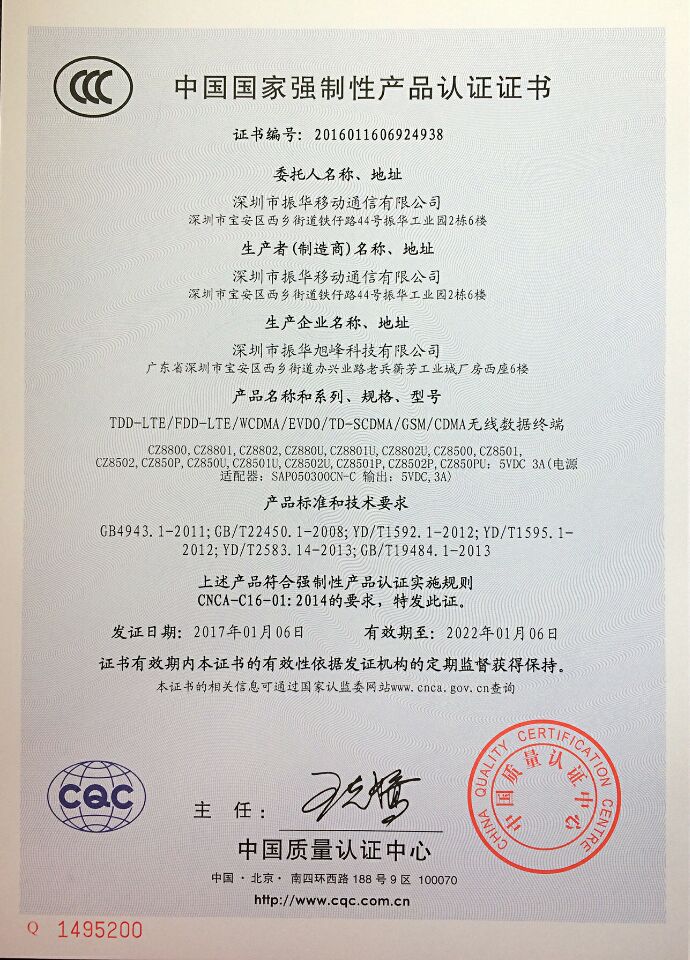 CCC
中国国家强制性产品认证证书
证书编号: 2016011606924938
委托人名称、地址
深圳市振华移动通信有限公司
深圳市宝安区西乡街道铁仔路44号振华工业园2栋6楼
生产者(制造商)名称、地址
深圳市振华移动通信有限公司
深圳市宝安区西乡街道铁仔路44号振华工业园2栋6楼
生产企业名称、地址
深圳市振华旭峰科技有限公司
广东省深圳市宝安区西乡街道办兴业路老兵蘅芳工业城厂房西座6楼
产品名称和系列、规格、型号
TDD-LTE/FDD-LTE/WCDMA/EVDO/TD-SCDMA/GSM/CDMA无线数据终端
CZ8800,CZ8801,CZ8802,CZ880U,CZ8801U,CZ8802U,CZ8500,CZ8501,
CZ8502,CZ850P,CZ850U,CZ8501U,CZ8502U,CZ8501P,CZ8502P,CZ850PU: 5VDC 3A(电源
适配器: SAP050300CN-C 输出: 5VDC,3A)
产品标准和技术要求
GB4943.1-2011;GB/T22450.1-2008;YD/T1592.1-2012;YD/T1595.1-
2012;YD/T2583.14-2013;GB/T19484.1-2013
上述产品符合强制性产品认证实施规则
CNCA-C16-01:2014的要求，特发此证。
发证日期: 2017年01月06日 有效期至: 2022年01月06日
证书有效期内本证书的有效性依据发证机构的定期监督获得保持。
本证书的相关信息可通过国家认监委网站www.cnca.gov.cn查询
CQC
主 任:
CHINA QUALITY CERTIFICATION CENTRE
中国质量认证中心
中国质量认证中心
中国·北京·南四环西路188号9区 100070
http://www.cqc.com.cn
Q 1495200